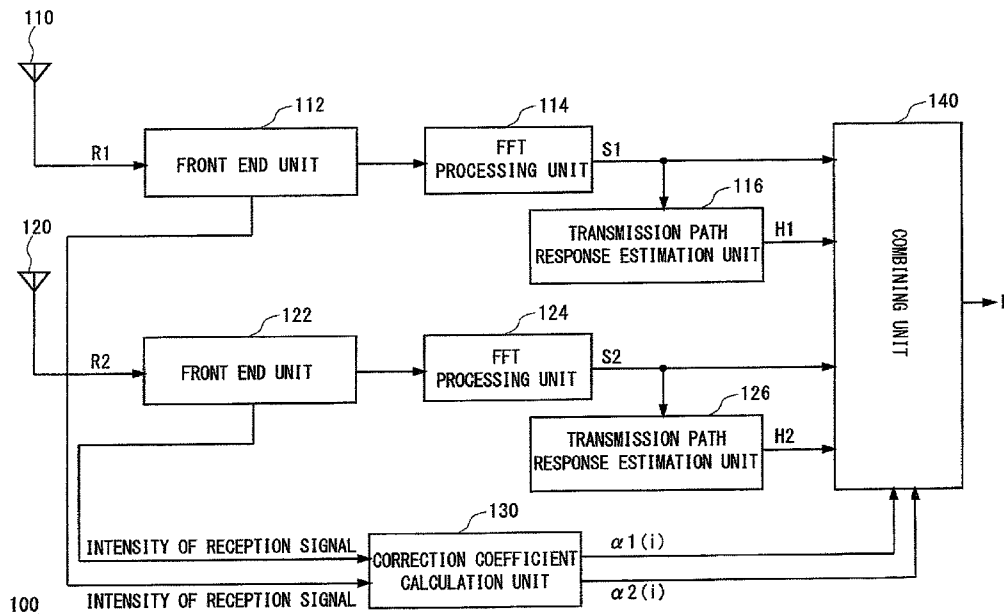 110
112
114
140
R1
FRONT END UNIT
FFT
PROCESSING UNIT
S1
116
TRANSMISSION PATH
RESPONSE ESTIMATION UNIT
H1
COMBINING UNIT
120
122
124
R2
FRONT END UNIT
FFT
PROCESSING UNIT
S2
126
TRANSMISSION PATH
RESPONSE ESTIMATION UNIT
H2
130
INTENSITY OF RECEPTION SIGNAL
CORRECTION COEFFICIENT
CALCULATION UNIT
α1(i)
α2(i)
INTENSITY OF RECEPTION SIGNAL
100